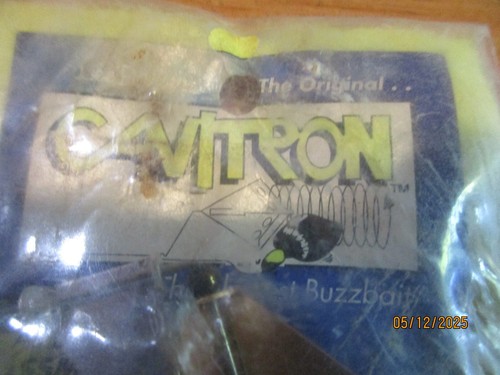 The Original . .
CAVITRON
TM
Buzzbait
05/12/2025